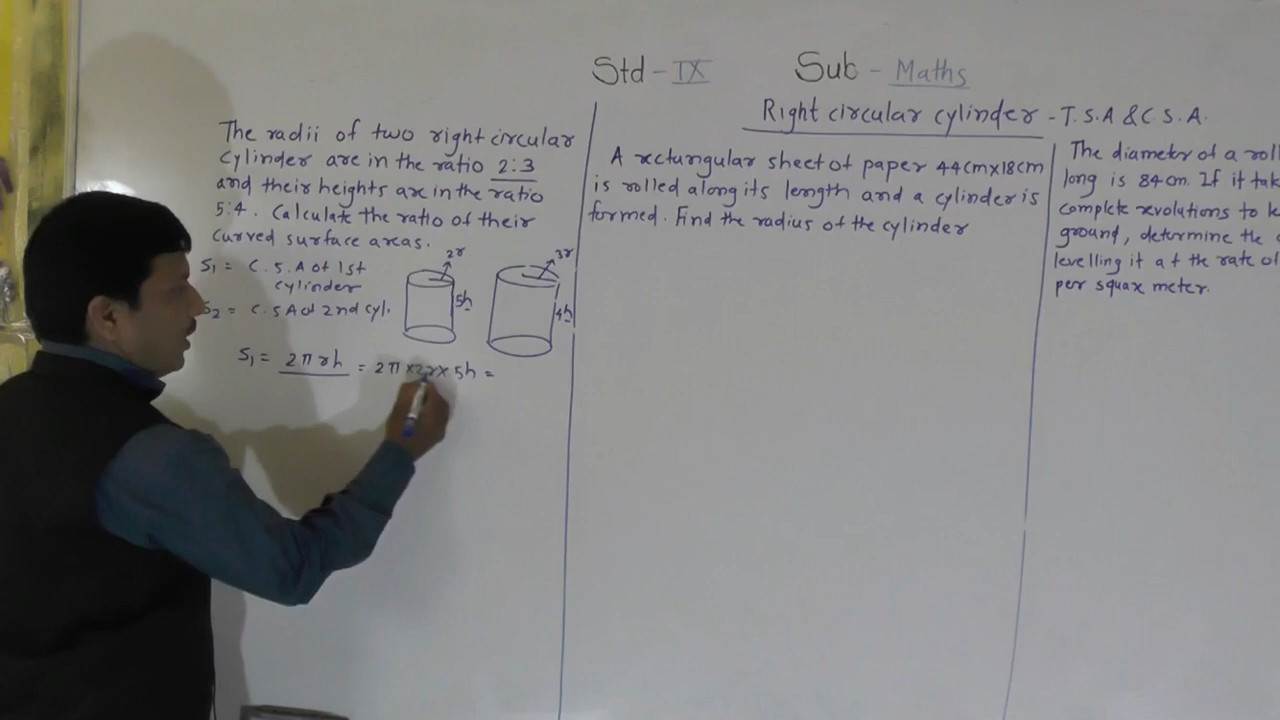 Std - IX Sub - Maths
Right circular cylinder - T.S.A & C.S.A.
The radii of two right circular
cylinder are in the ratio 2:3
and their heights are in the ratio
5:4. Calculate the ratio of their
curved surface areas.
S₁ = C.S.A of 1st
cylinder
S₂ = C.S.A of 2nd cyl.
2r
5h
3r
4h
S₁ = 2πrh = 2π×2r×5h =
A rectangular sheet of paper 44cm×18cm
is rolled along its length and a cylinder is
formed. Find the radius of the cylinder
The diameter of a roll
long is 84cm. If it tak
complete revolutions to le
ground, determine the
levelling it at the rate of
per square meter.